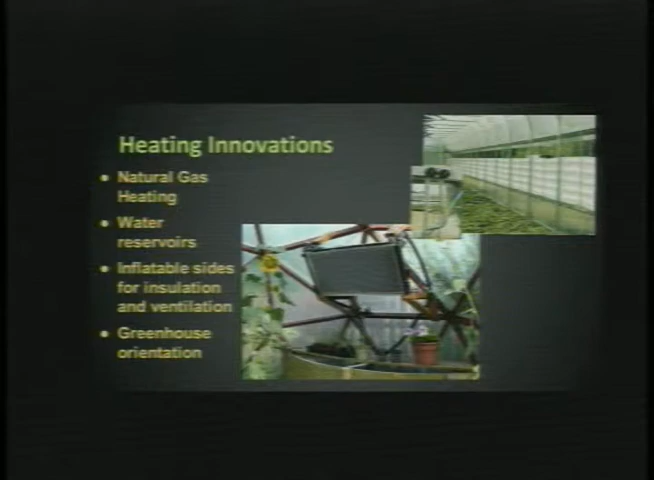 Heating Innovations
• Natural Gas
Heating
• Water
reservoirs
• Inflatable sides
for insulation
and ventilation
• Greenhouse
orientation